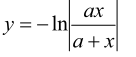 y = −ln|ax/(a + x)|